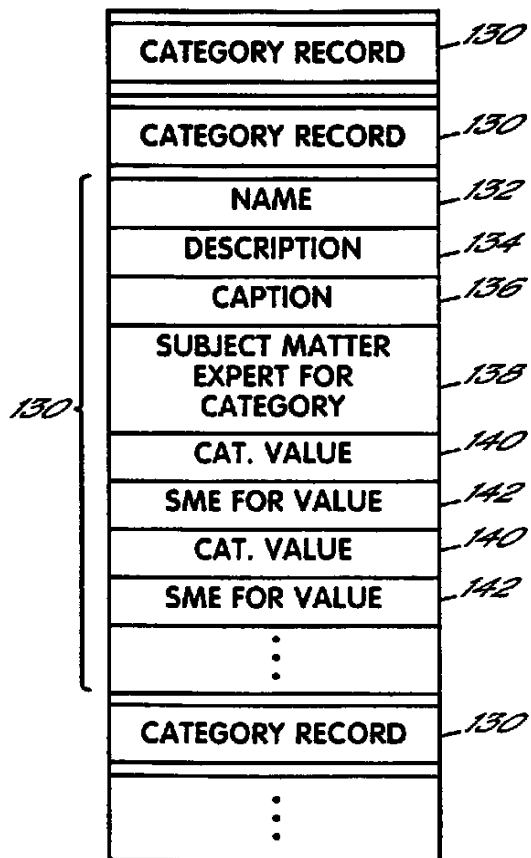 CATEGORY RECORD 130
CATEGORY RECORD 130
NAME 132
DESCRIPTION 134
CAPTION 136
SUBJECT MATTER
EXPERT FOR
CATEGORY
138
130
CAT. VALUE 140
SME FOR VALUE 142
CAT. VALUE 140
SME FOR VALUE 142
CATEGORY RECORD 130